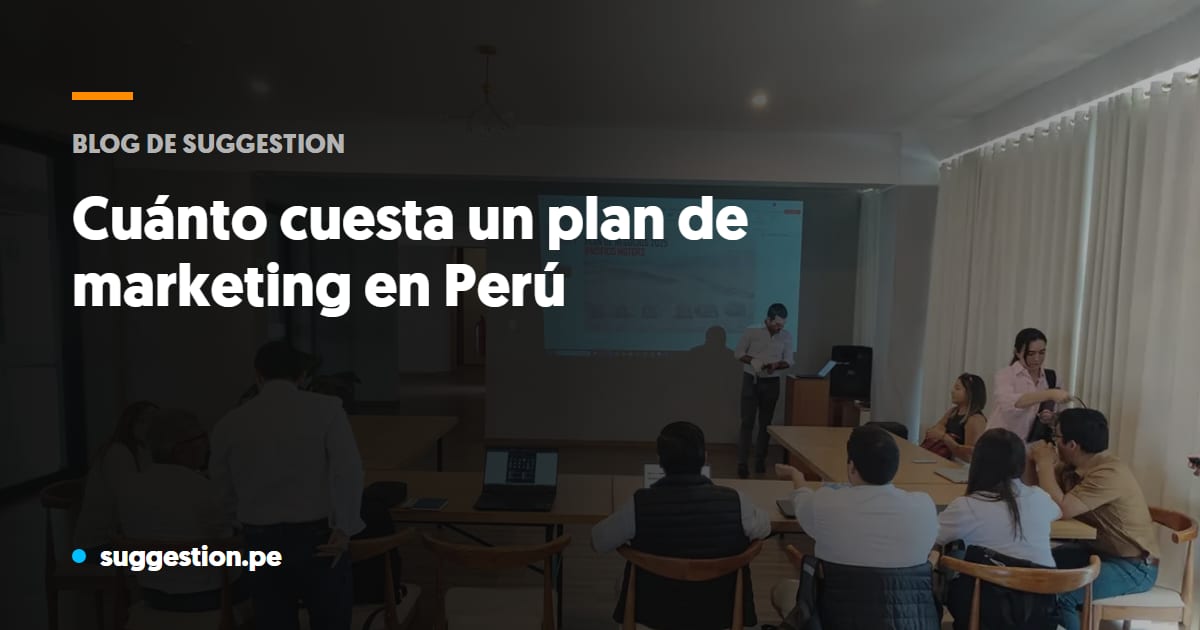 BLOG DE SUGGESTION
Cuánto cuesta un plan de
marketing en Perú
suggestion.pe